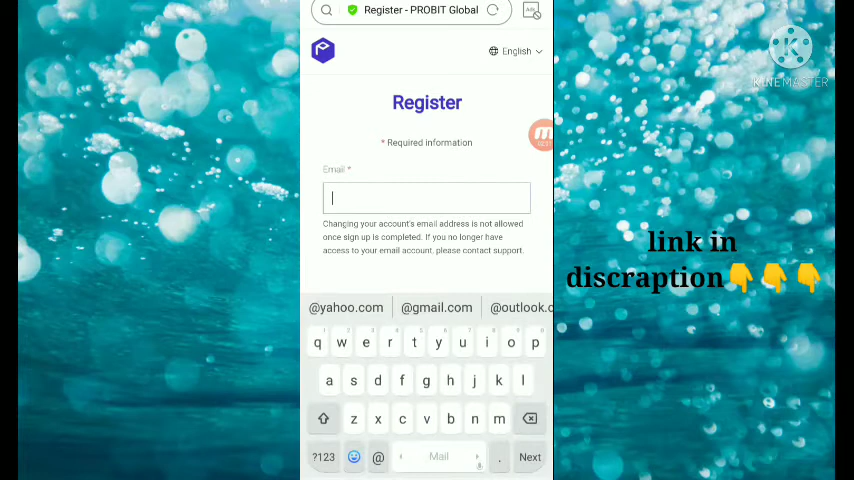 Register - PROBIT Global
English
Register
* Required information
Email *
Changing your account's email address is not allowed
once sign up is completed. If you no longer have
access to your email account, please contact support.
@yahoo.com @gmail.com @outlook.c
q w e r t y u i o p
a s d f g h j k l
z x c v b n m
?123 @ Mail . Next
KINEMASTER
link in
discraption👇👇👇